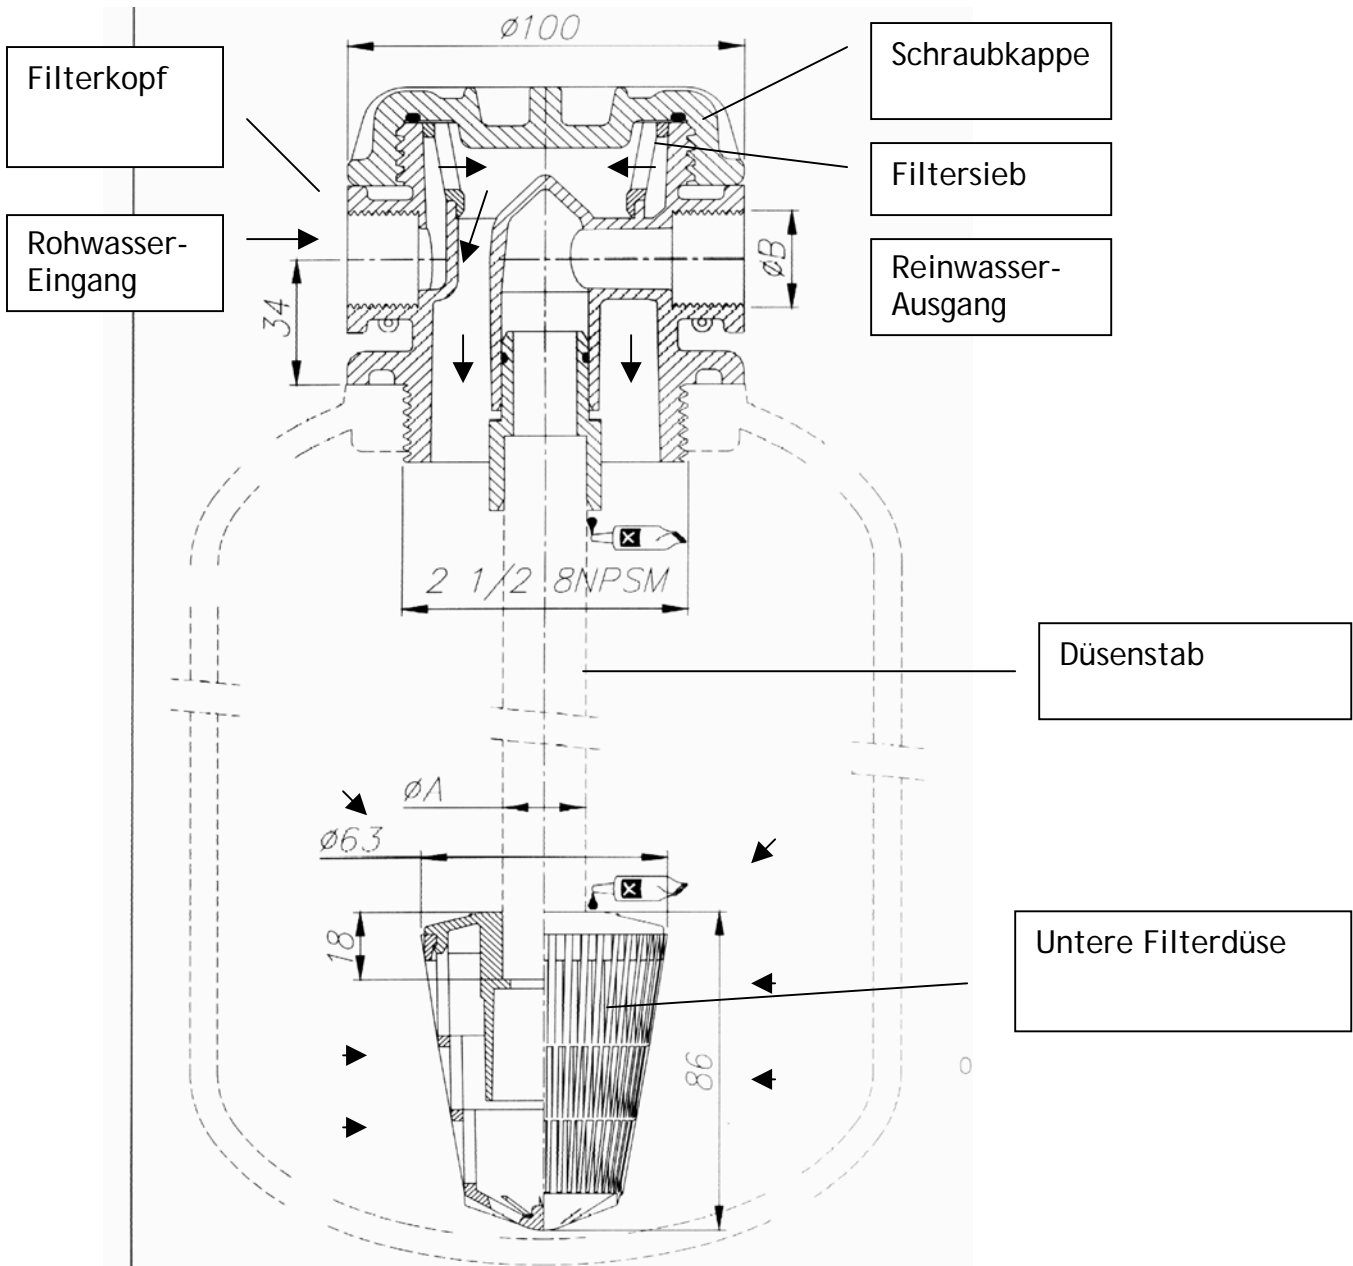 ø100
Filterkopf
Schraubkappe
Filtersieb
Rohwasser-
Eingang
Reinwasser-
Ausgang
øB
34
2 1/2 8NPSM
Düsenstab
øA
ø63
18
Untere Filterdüse
86